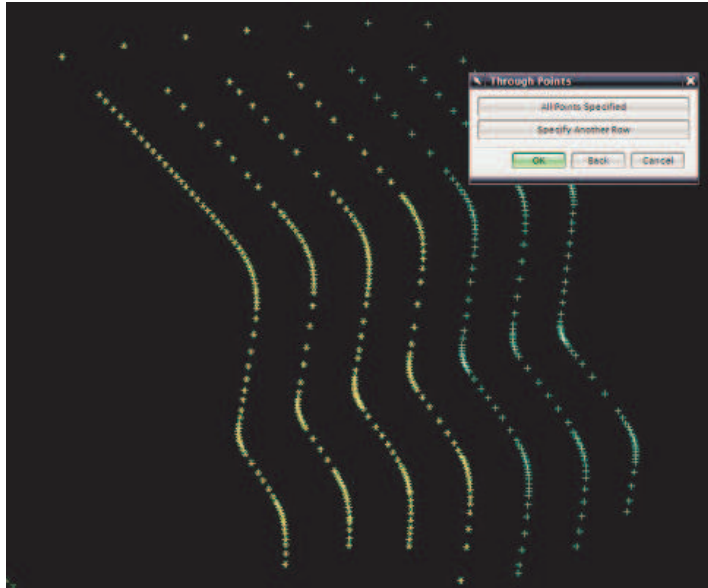 Through Points
All Points Specified
Specify Another Row
OK
Back
Cancel